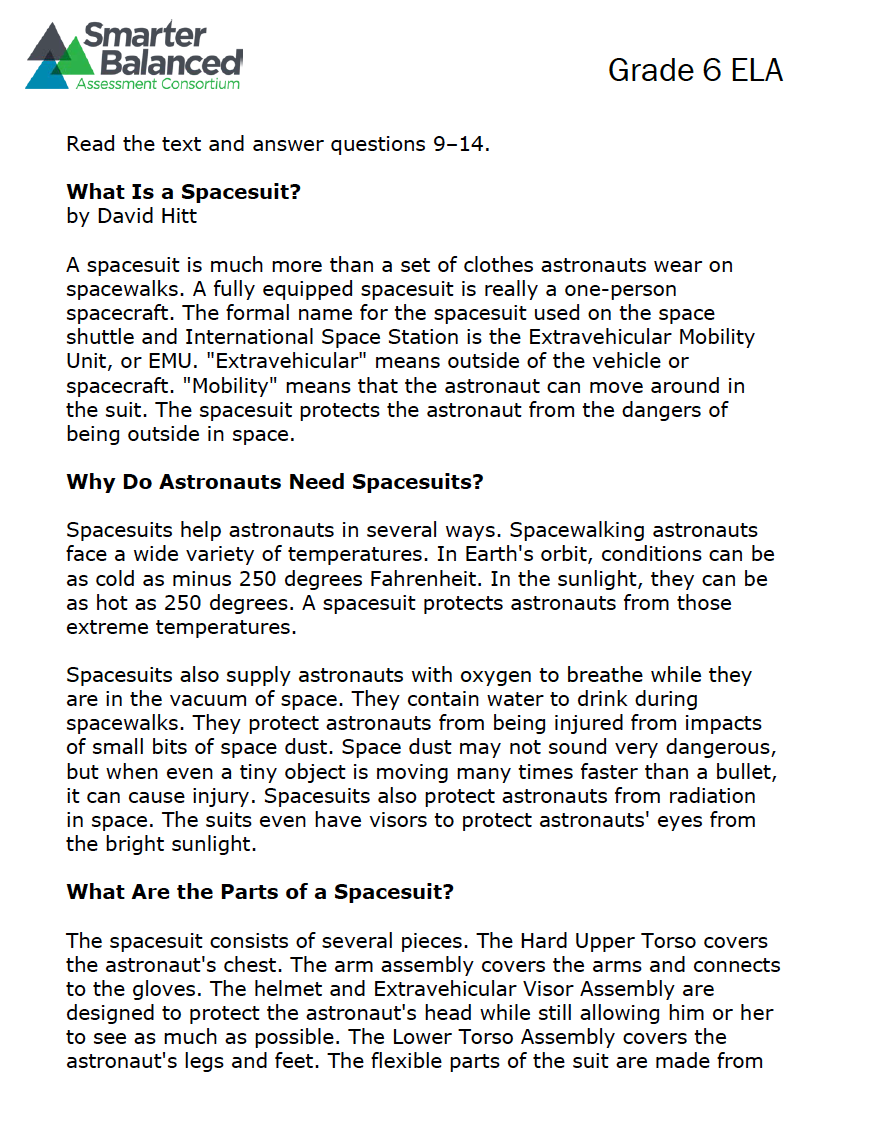 Smarter
Balanced
Assessment Consortium
Grade 6 ELA
Read the text and answer questions 9–14.
What Is a Spacesuit?
by David Hitt
A spacesuit is much more than a set of clothes astronauts wear on
spacewalks. A fully equipped spacesuit is really a one-person
spacecraft. The formal name for the spacesuit used on the space
shuttle and International Space Station is the Extravehicular Mobility
Unit, or EMU. "Extravehicular" means outside of the vehicle or
spacecraft. "Mobility" means that the astronaut can move around in
the suit. The spacesuit protects the astronaut from the dangers of
being outside in space.
Why Do Astronauts Need Spacesuits?
Spacesuits help astronauts in several ways. Spacewalking astronauts
face a wide variety of temperatures. In Earth's orbit, conditions can be
as cold as minus 250 degrees Fahrenheit. In the sunlight, they can be
as hot as 250 degrees. A spacesuit protects astronauts from those
extreme temperatures.
Spacesuits also supply astronauts with oxygen to breathe while they
are in the vacuum of space. They contain water to drink during
spacewalks. They protect astronauts from being injured from impacts
of small bits of space dust. Space dust may not sound very dangerous,
but when even a tiny object is moving many times faster than a bullet,
it can cause injury. Spacesuits also protect astronauts from radiation
in space. The suits even have visors to protect astronauts' eyes from
the bright sunlight.
What Are the Parts of a Spacesuit?
The spacesuit consists of several pieces. The Hard Upper Torso covers
the astronaut's chest. The arm assembly covers the arms and connects
to the gloves. The helmet and Extravehicular Visor Assembly are
designed to protect the astronaut's head while still allowing him or her
to see as much as possible. The Lower Torso Assembly covers the
astronaut's legs and feet. The flexible parts of the suit are made from